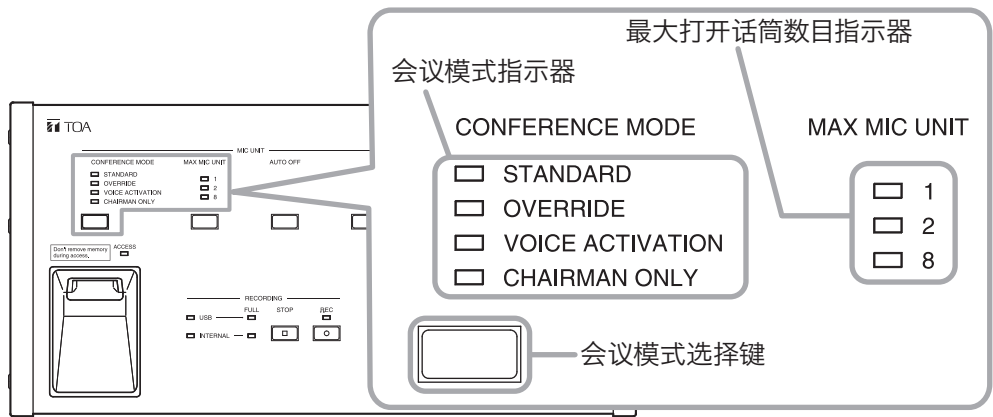 最大打开话筒数目指示器
会议模式指示器
CONFERENCE MODE
MAX MIC UNIT
STANDARD
OVERRIDE
VOICE ACTIVATION
CHAIRMAN ONLY
1
2
8
会议模式选择键
TOA
MIC UNIT
CONFERENCE MODE
MAX MIC UNIT
AUTO OFF
STANDARD
OVERRIDE
VOICE ACTIVATION
CHAIRMAN ONLY
1
2
8
Don't remove memory
during access.
ACCESS
RECORDING
FULL
STOP
REC
USB
INTERNAL